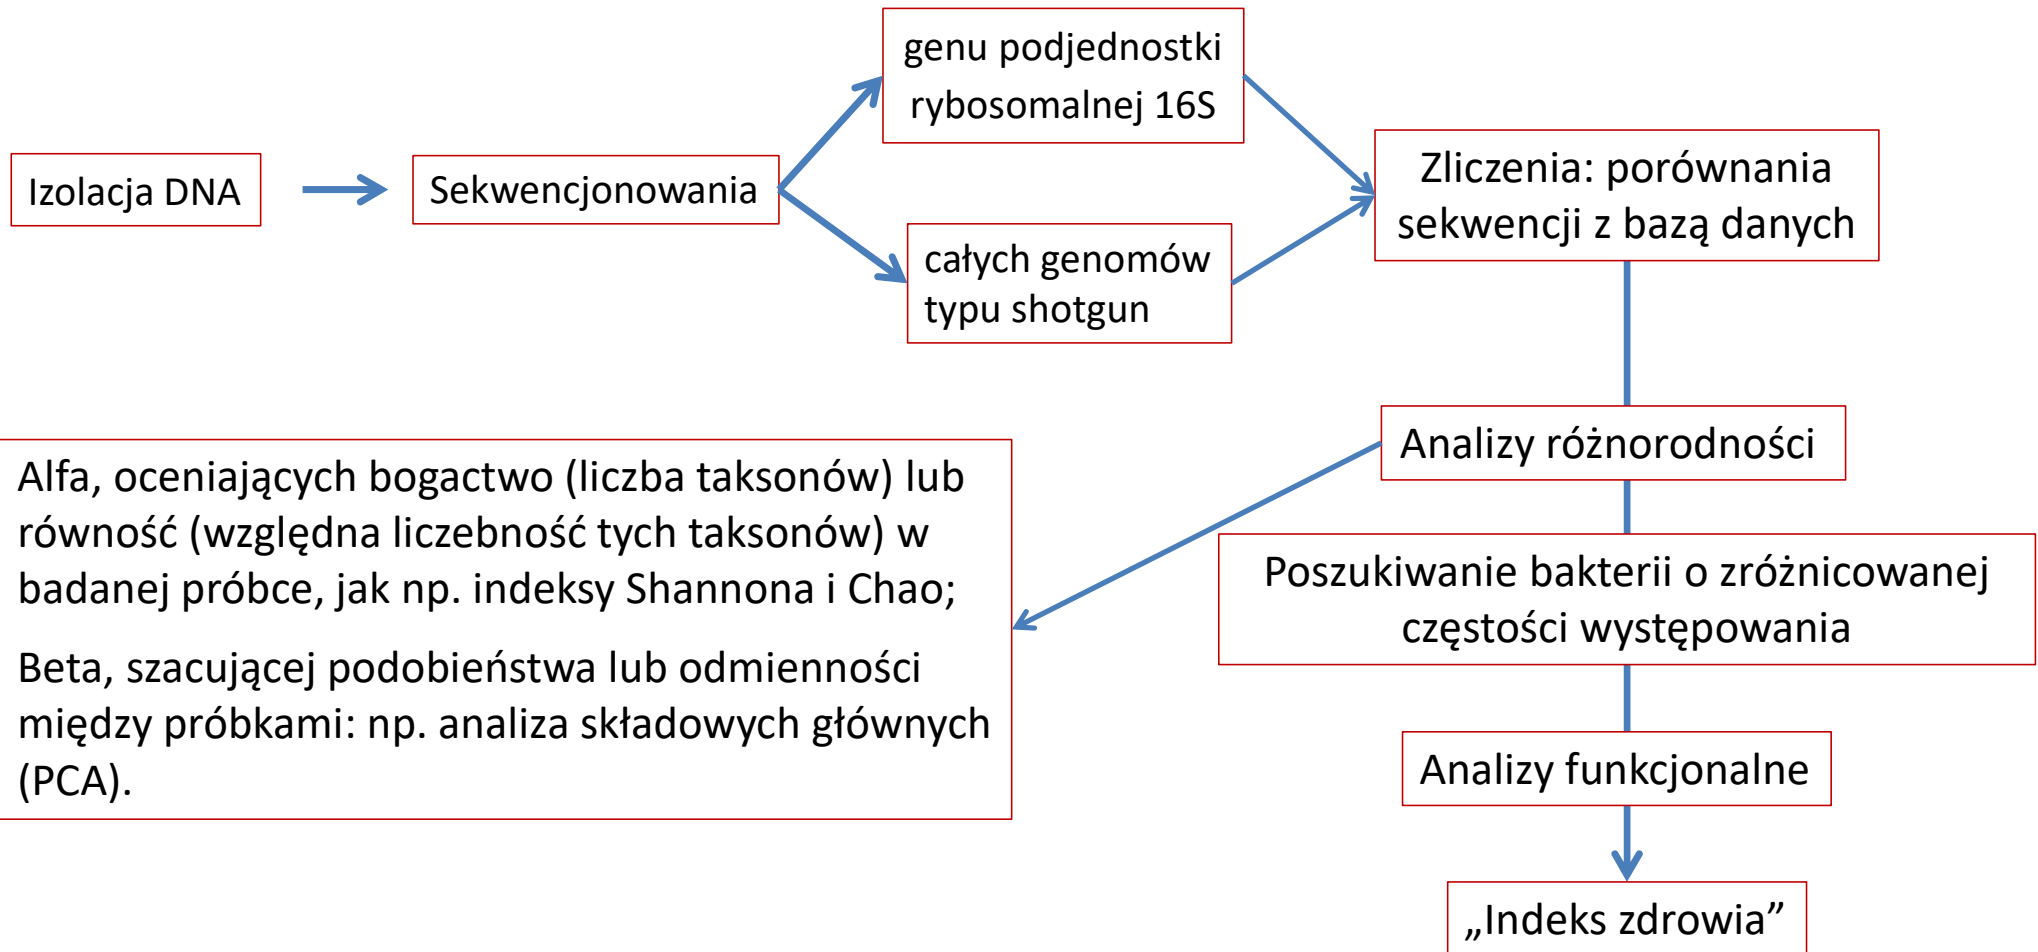 Izolacja DNA
Sekwencjonowania
genu podjednostki
rybosomalnej 16S
całych genomów
typu shotgun
Zliczenia: porównania
sekwencji z bazą danych
Analizy różnorodności
Alfa, oceniających bogactwo (liczba taksonów) lub
równość (względna liczebność tych taksonów) w
badanej próbce, jak np. indeksy Shannona i Chao;
Beta, szacującej podobieństwa lub odmienności
między próbkami: np. analiza składowych głównych
(PCA).
Poszukiwanie bakterii o zróżnicowanej
częstości występowania
Analizy funkcjonalne
„Indeks zdrowia”